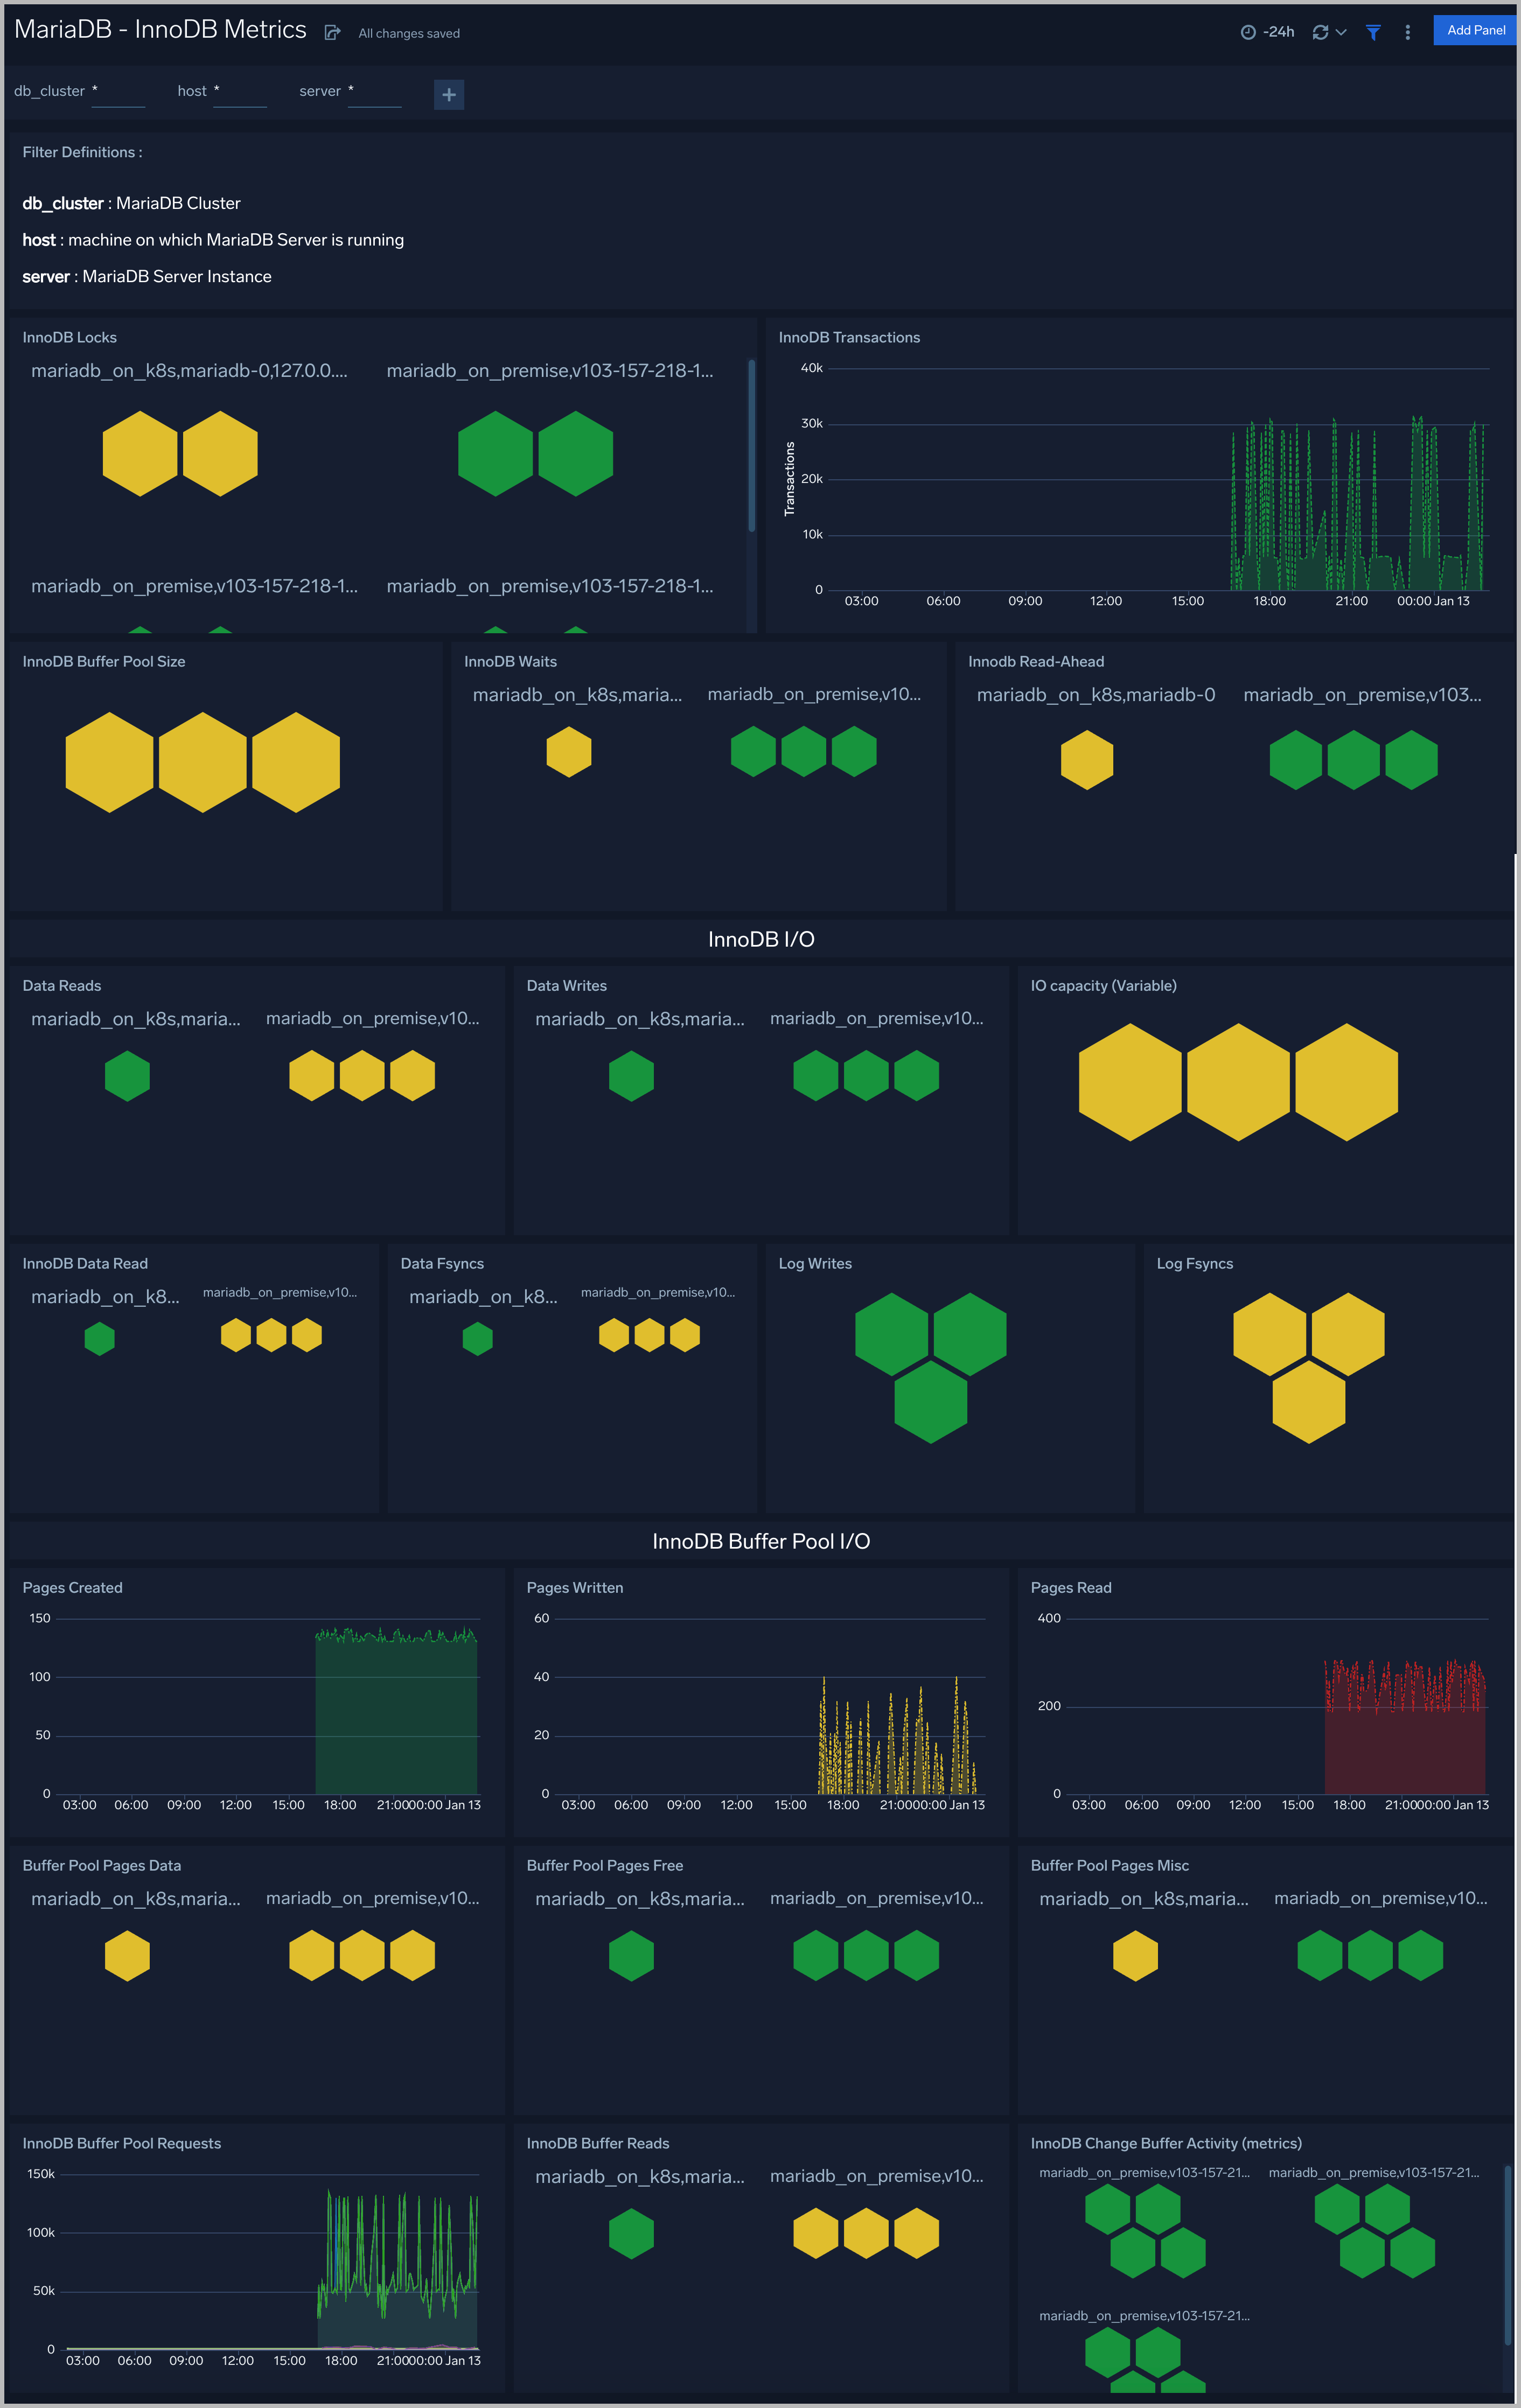 MariaDB - InnoDB Metrics
All changes saved
-24h
Add Panel
db_cluster *
host *
server *
Filter Definitions :
db_cluster : MariaDB Cluster
host : machine on which MariaDB Server is running
server : MariaDB Server Instance
InnoDB Locks
mariadb_on_k8s,mariadb-0,127.0.0....
mariadb_on_premise,v103-157-218-1...
mariadb_on_premise,v103-157-218-1...
mariadb_on_premise,v103-157-218-1...
InnoDB Transactions
Transactions
40k
30k
20k
10k
0
03:00 06:00 09:00 12:00 15:00 18:00 21:00 00:00 Jan 13
InnoDB Buffer Pool Size
InnoDB Waits
mariadb_on_k8s,maria...
mariadb_on_premise,v10...
Innodb Read-Ahead
mariadb_on_k8s,mariadb-0
mariadb_on_premise,v103...
InnoDB I/O
Data Reads
mariadb_on_k8s,maria...
mariadb_on_premise,v10...
Data Writes
mariadb_on_k8s,maria...
mariadb_on_premise,v10...
IO capacity (Variable)
InnoDB Data Read
mariadb_on_k8...
mariadb_on_premise,v10...
Data Fsyncs
mariadb_on_k8...
mariadb_on_premise,v10...
Log Writes
Log Fsyncs
InnoDB Buffer Pool I/O
Pages Created
150
100
50
0
03:00 06:00 09:00 12:00 15:00 18:00 21:00 00:00 Jan 13
Pages Written
60
40
20
0
03:00 06:00 09:00 12:00 15:00 18:00 21:00 00:00 Jan 13
Pages Read
400
200
0
03:00 06:00 09:00 12:00 15:00 18:00 21:00 00:00 Jan 13
Buffer Pool Pages Data
mariadb_on_k8s,maria...
mariadb_on_premise,v10...
Buffer Pool Pages Free
mariadb_on_k8s,maria...
mariadb_on_premise,v10...
Buffer Pool Pages Misc
mariadb_on_k8s,maria...
mariadb_on_premise,v10...
InnoDB Buffer Pool Requests
150k
100k
50k
0
03:00 06:00 09:00 12:00 15:00 18:00 21:00 00:00 Jan 13
InnoDB Buffer Reads
mariadb_on_k8s,maria...
mariadb_on_premise,v10...
InnoDB Change Buffer Activity (metrics)
mariadb_on_premise,v103-157-21...
mariadb_on_premise,v103-157-21...
mariadb_on_premise,v103-157-21...